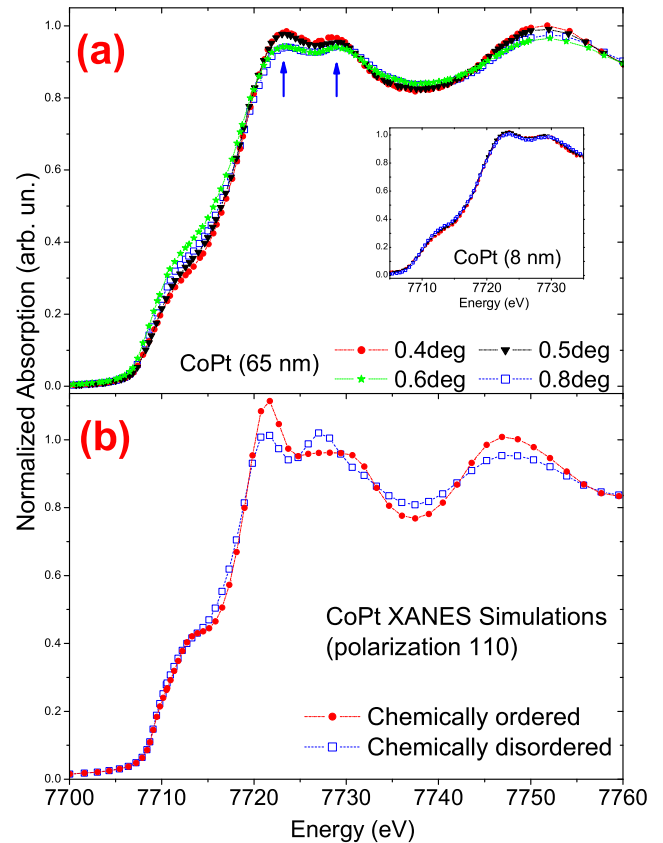 (a)
1.0
0.8
0.6
0.4
0.2
0.0
1.0
0.8
0.6
0.4
0.2
0.0
7710 7720 7730
Energy (eV)
CoPt (8 nm)
CoPt (65 nm)
0.4deg 0.5deg
0.6deg 0.8deg
Normalized Absorption (arb. un.)
(b)
1.0
0.8
0.6
0.4
0.2
0.0
CoPt XANES Simulations
(polarization 110)
Chemically ordered
Chemically disordered
7700 7710 7720 7730 7740 7750 7760
Energy (eV)